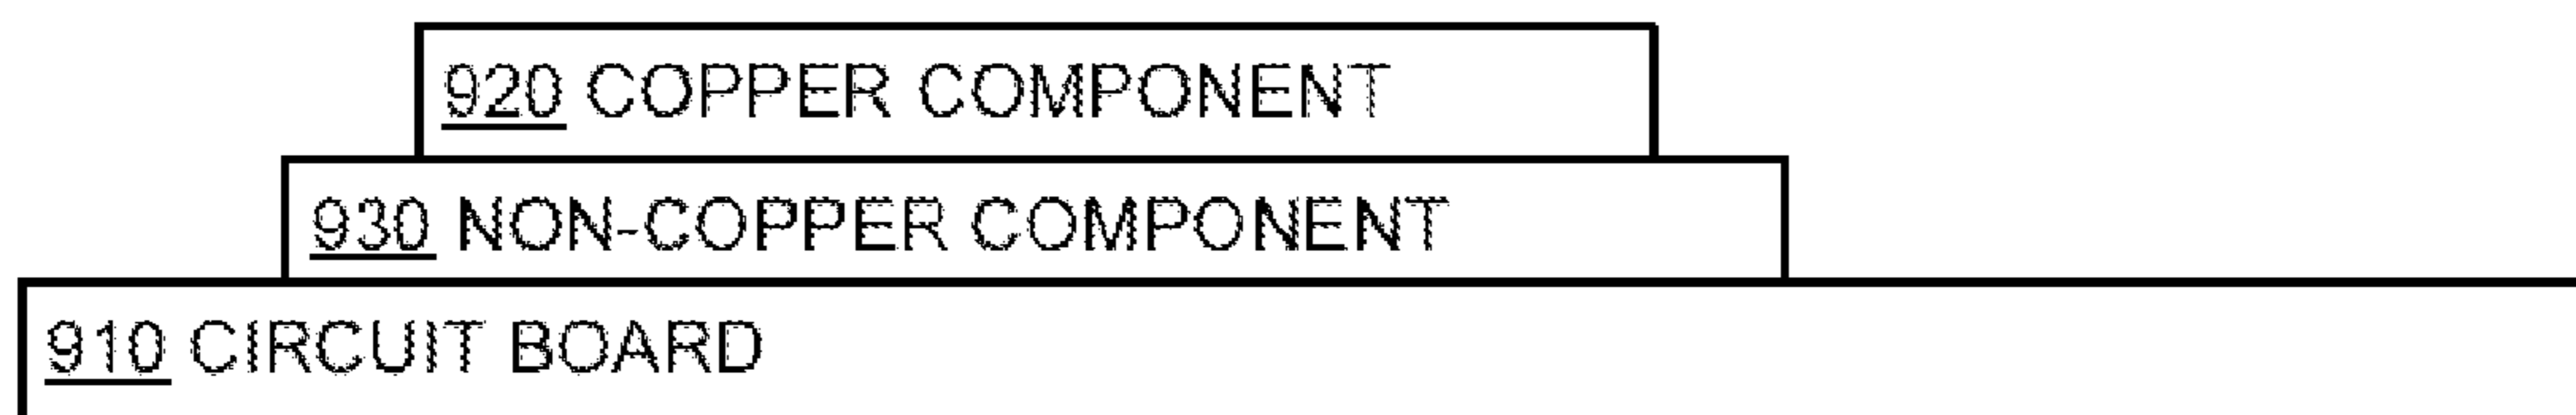 920 COPPER COMPONENT
930 NON-COPPER COMPONENT
910 CIRCUIT BOARD